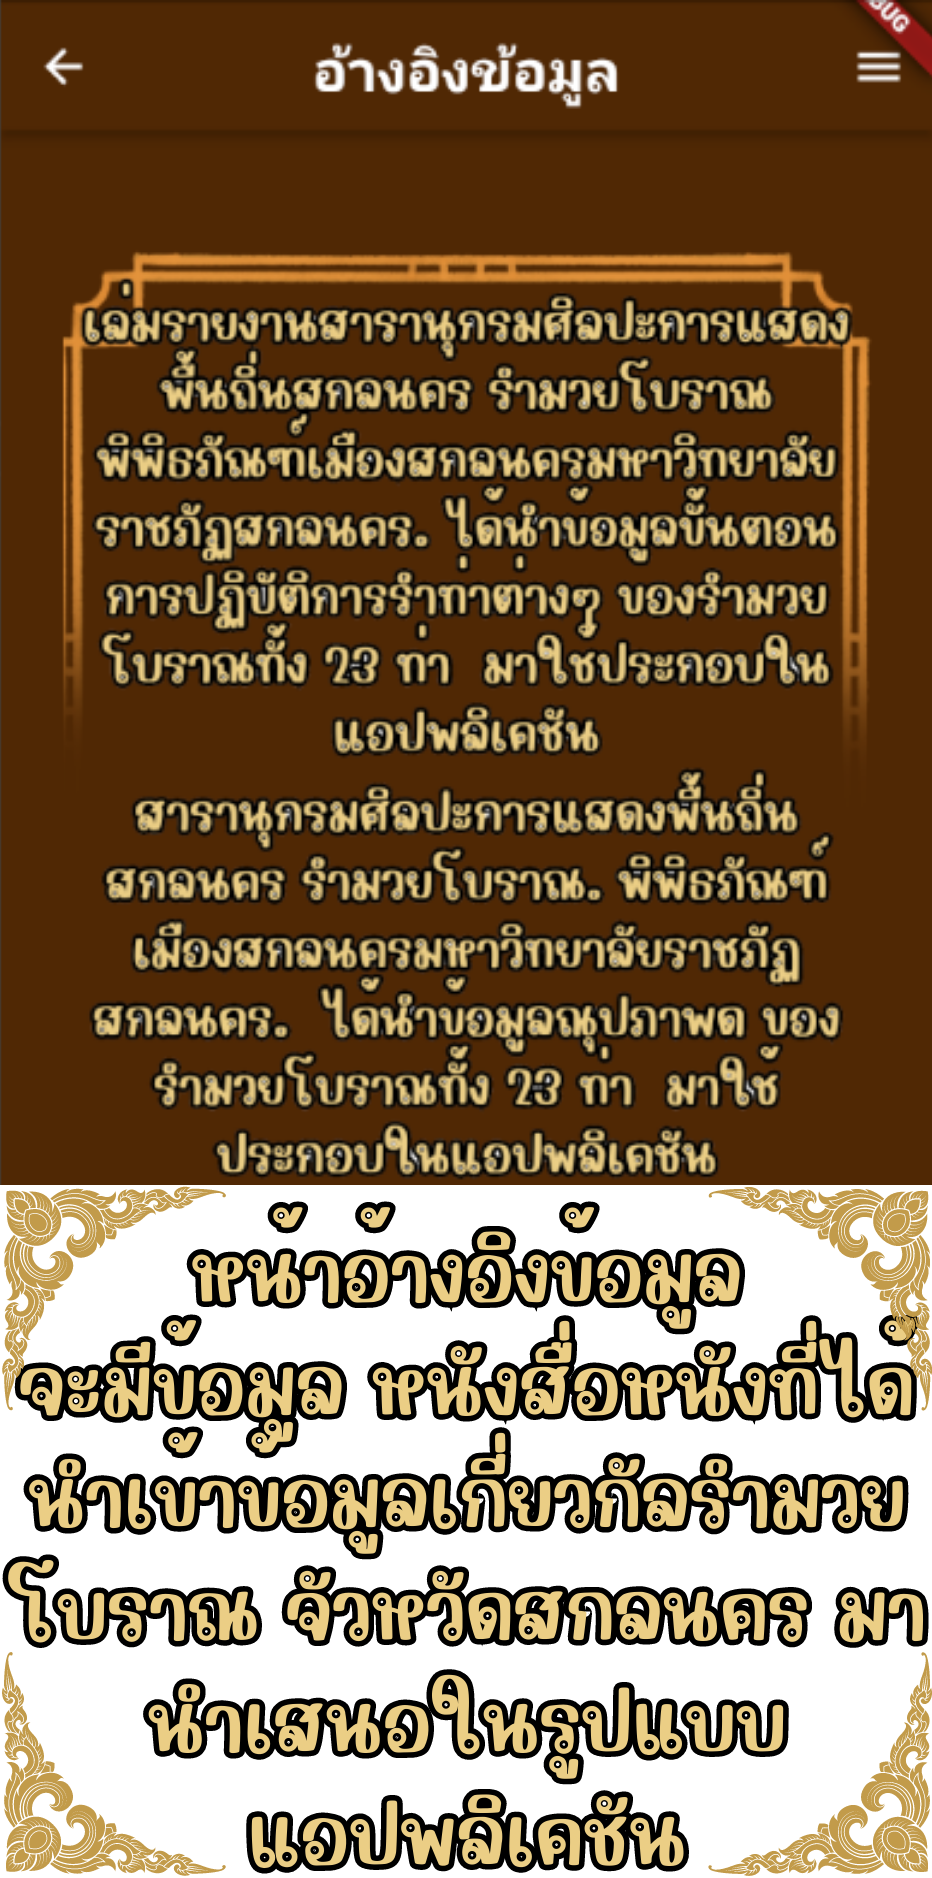 BUG
อ้างอิงข้อมูล
เล่มรายงานสารานุกรมศิลปะการแสดง
พื้นถิ่นสกลนคร รำมวยโบราณ
พิพิธภัณฑ์เมืองสกลนครมหาวิทยาลัย
ราชภัฏสกลนคร. ได้นำข้อมูลขั้นตอน
การปฏิบัติการรำท่าต่างๆ ของรำมวย
โบราณทั้ง 23 ท่า มาใช้ประกอบใน
แอปพลิเคชัน
สารานุกรมศิลปะการแสดงพื้นถิ่น
สกลนคร รำมวยโบราณ. พิพิธภัณฑ์
เมืองสกลนครมหาวิทยาลัยราชภัฏ
สกลนคร. ได้นำข้อมูลณุปภาพด ของ
รำมวยโบราณทั้ง 23 ท่า มาใช้
ประกอบในแอปพลิเคชัน
หน้าอ้างอิงข้อมูล
จะมีข้อมูล หนังสื่อหนังที่ได้
นำเข้าข้อมูลเกี่ยวกัลรำมวย
โบราณ จัวหวัดสกลนคร มา
นำเสนอในรูปแบบ
แอปพลิเคชัน